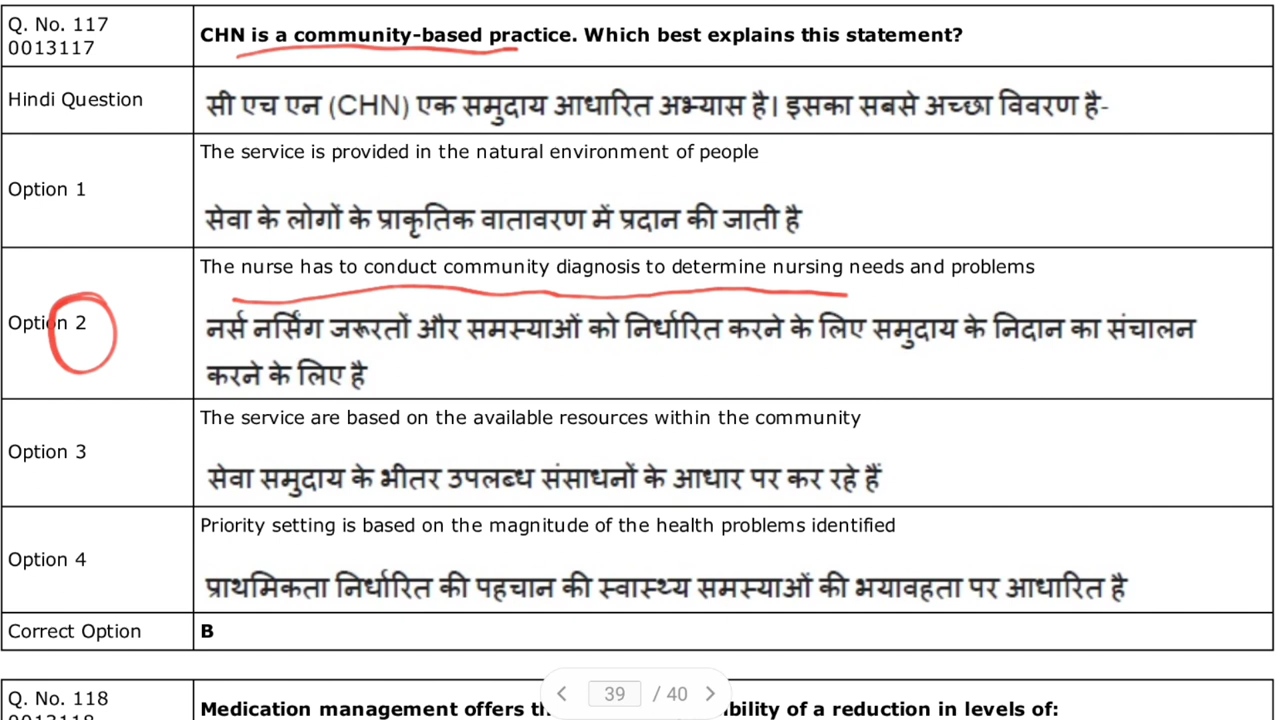 Q. No. 117
0013117
CHN is a community-based practice. Which best explains this statement?
Hindi Question
सी एच एन (CHN) एक समुदाय आधारित अभ्यास है। इसका सबसे अच्छा विवरण है-
Option 1
The service is provided in the natural environment of people
सेवा के लोगों के प्राकृतिक वातावरण में प्रदान की जाती है
Option 2
The nurse has to conduct community diagnosis to determine nursing needs and problems
नर्स नर्सिंग जरूरतों और समस्याओं को निर्धारित करने के लिए समुदाय के निदान का संचालन
करने के लिए है
Option 3
The service are based on the available resources within the community
सेवा समुदाय के भीतर उपलब्ध संसाधनों के आधार पर कर रहे हैं
Option 4
Priority setting is based on the magnitude of the health problems identified
प्राथमिकता निर्धारित की पहचान की स्वास्थ्य समस्याओं की भयावहता पर आधारित है
Correct Option
B
Q. No. 118
Medication management offers bility of a reduction in levels of:
39 / 40